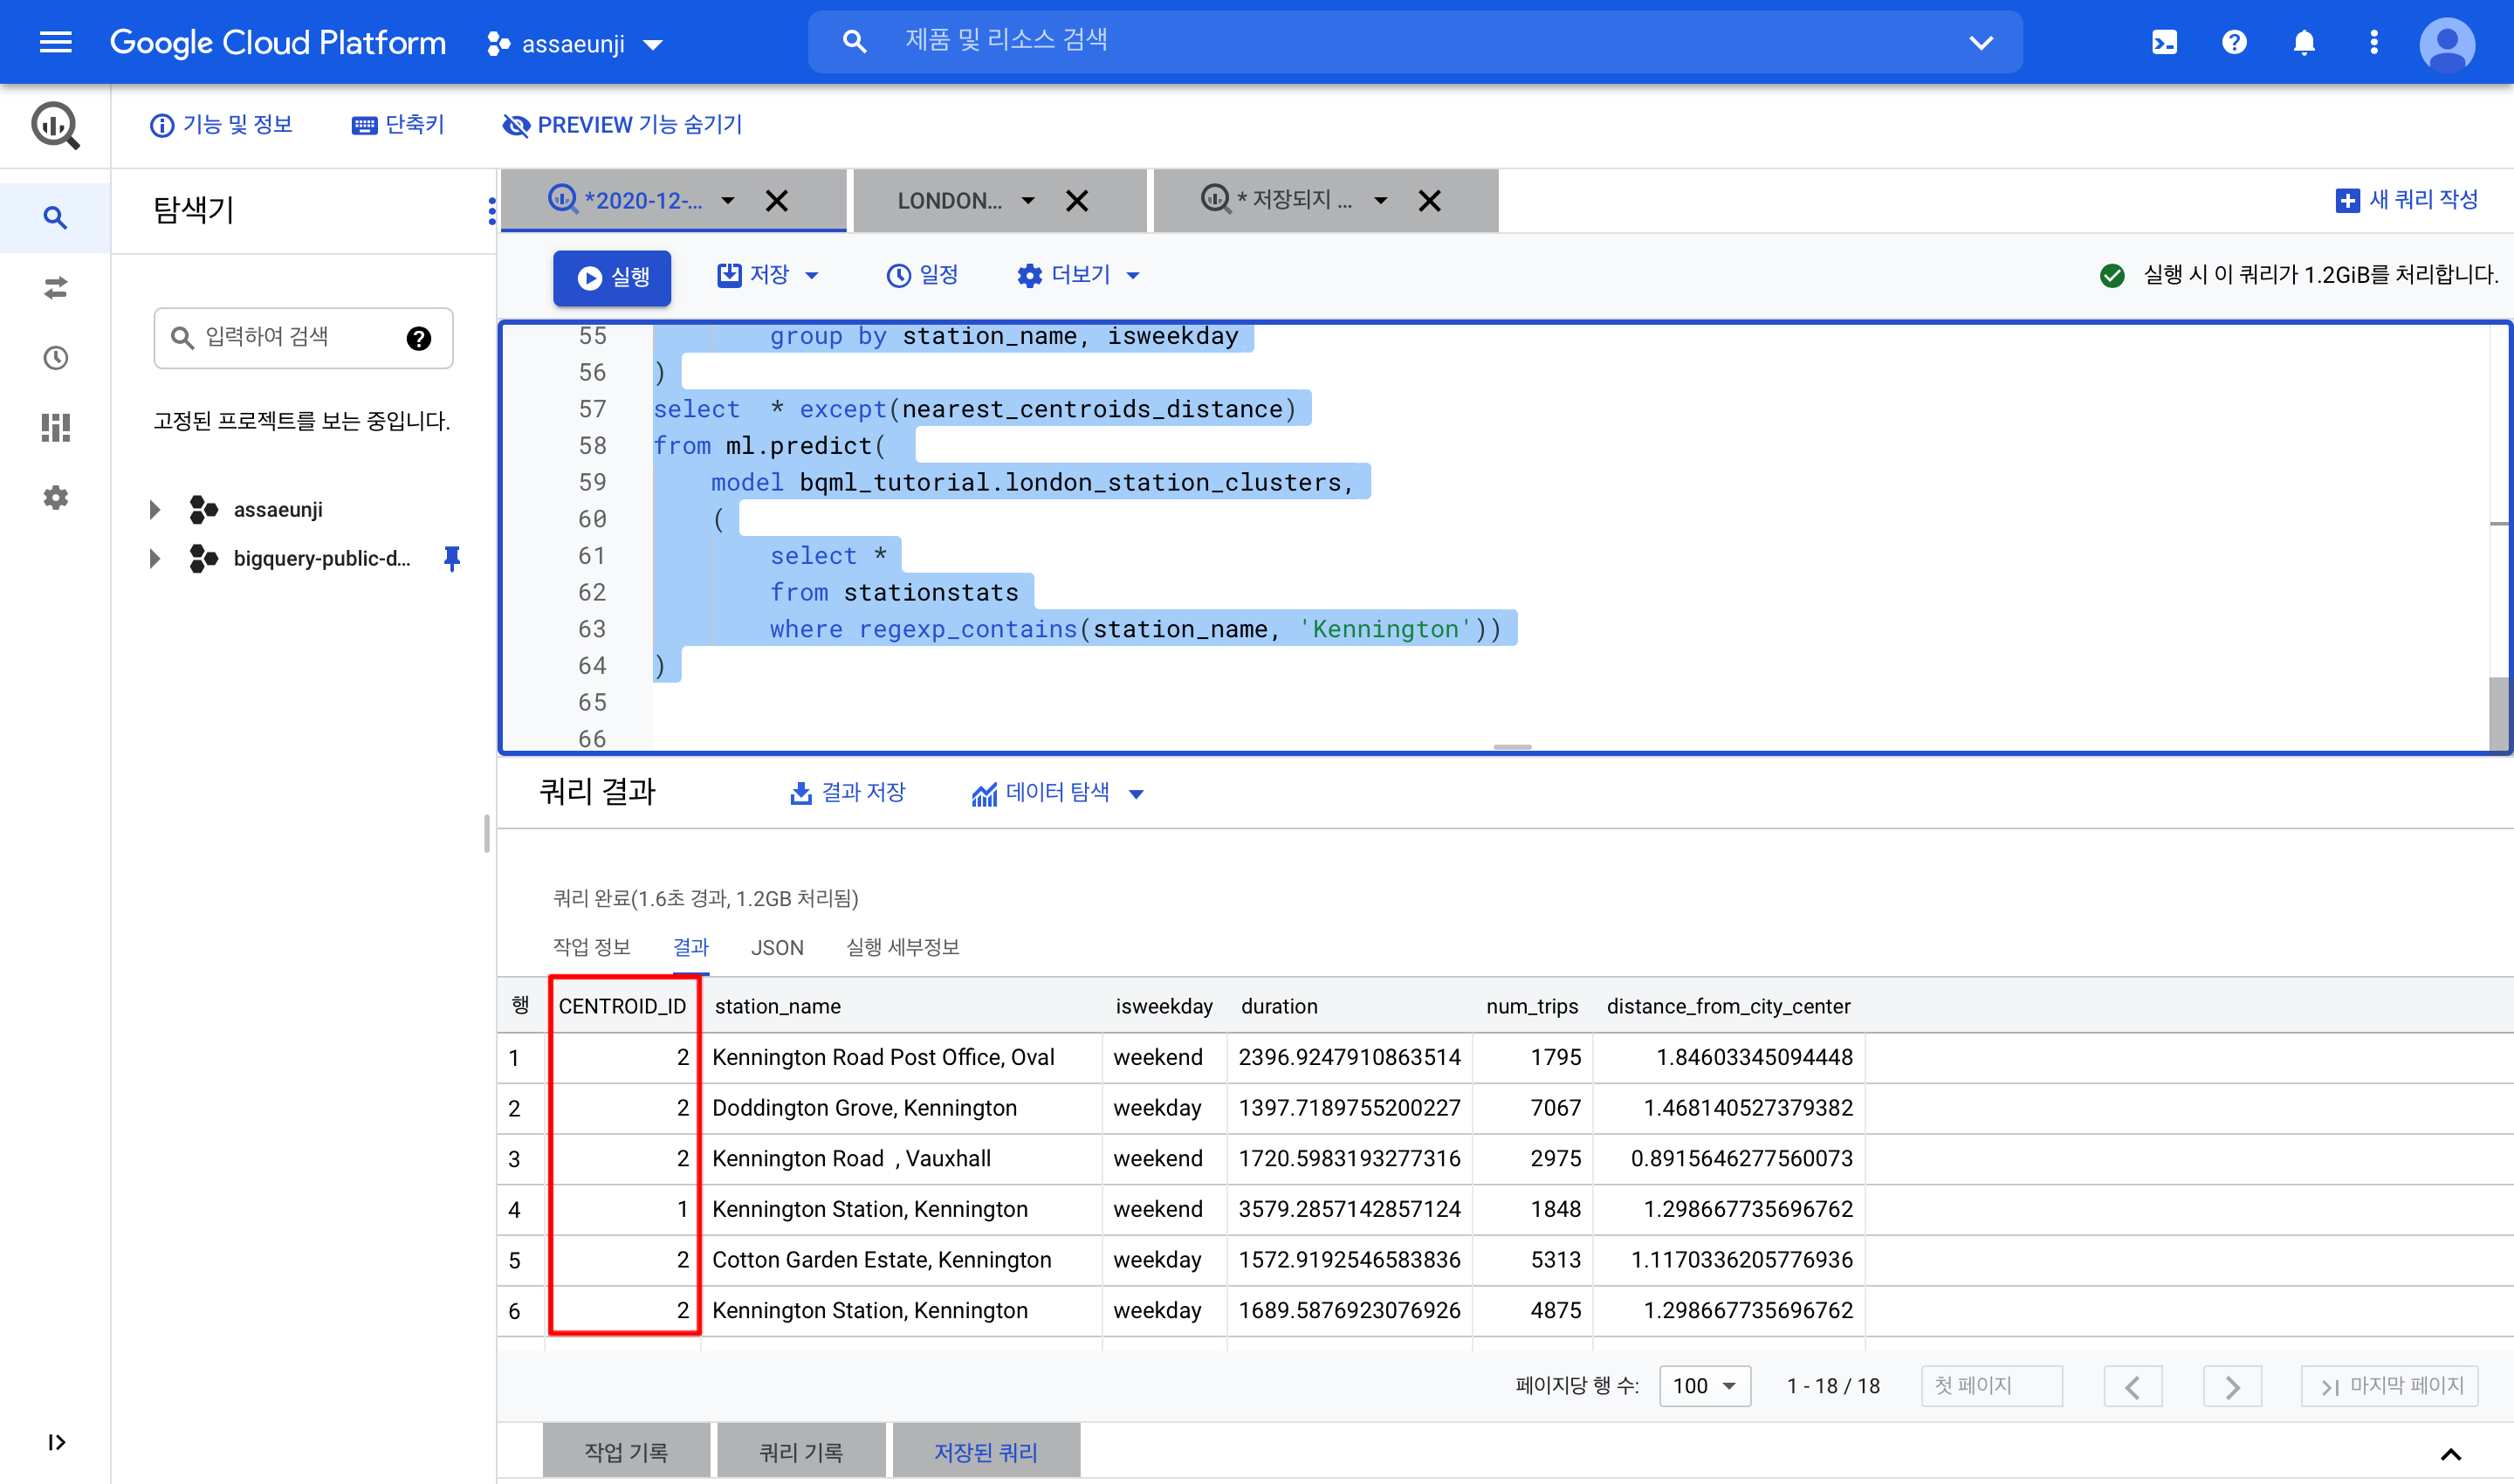 Google Cloud Platform assaeunji 제품 및 리소스 검색
기능 및 정보 단축키 PREVIEW 기능 숨기기
탐색기
*2020-12-... LONDON... * 저장되지 ... 새 쿼리 작성
실행 저장 일정 더보기 실행 시 이 쿼리가 1.2GiB를 처리합니다.
입력하여 검색
고정된 프로젝트를 보는 중입니다.
assaeunji
bigquery-public-d...
55 group by station_name, isweekday
56 )
57 select * except(nearest_centroids_distance)
58 from ml.predict(
59 model bqml_tutorial.london_station_clusters,
60 (
61 select *
62 from stationstats
63 where regexp_contains(station_name, 'Kennington'))
64 )
65
66
쿼리 결과 결과 저장 데이터 탐색
쿼리 완료(1.6초 경과, 1.2GB 처리됨)
작업 정보 결과 JSON 실행 세부정보
행 CENTROID_ID station_name isweekday duration num_trips distance_from_city_center
1 2 Kennington Road Post Office, Oval weekend 2396.9247910863514 1795 1.84603345094448
2 2 Doddington Grove, Kennington weekday 1397.7189755200227 7067 1.468140527379382
3 2 Kennington Road , Vauxhall weekend 1720.5983193277316 2975 0.8915646277560073
4 1 Kennington Station, Kennington weekend 3579.2857142857124 1848 1.298667735696762
5 2 Cotton Garden Estate, Kennington weekday 1572.9192546583836 5313 1.1170336205776936
6 2 Kennington Station, Kennington weekday 1689.5876923076926 4875 1.298667735696762
페이지당 행 수: 100 1 - 18 / 18 첫 페이지 마지막 페이지
작업 기록 쿼리 기록 저장된 쿼리